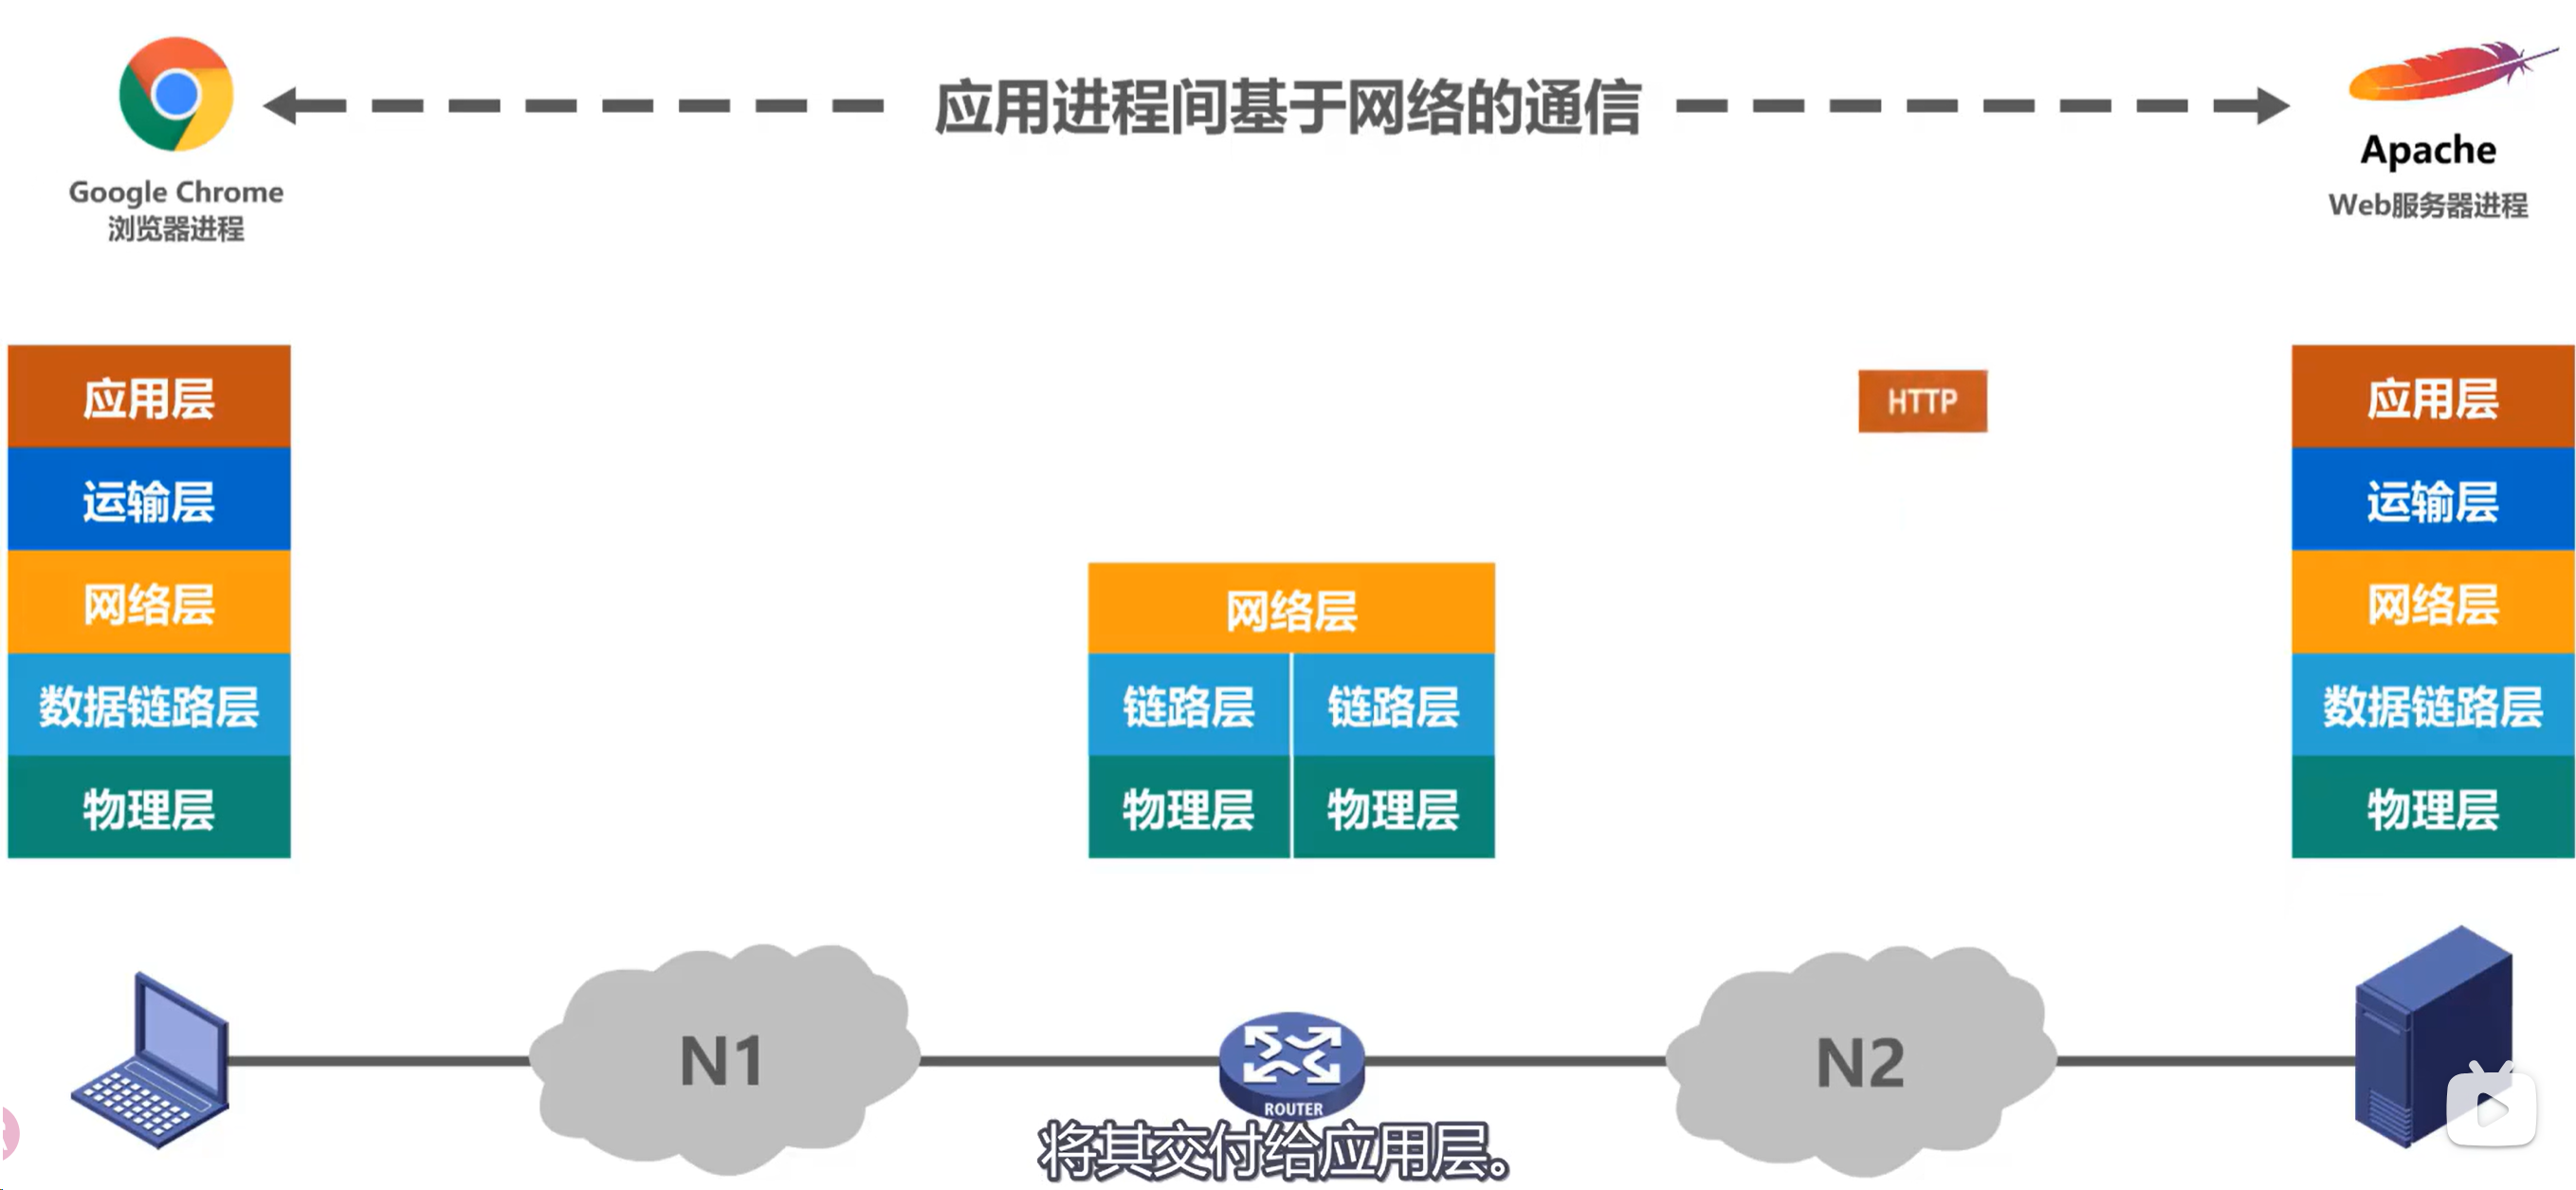 应用进程间基于网络的通信
Google Chrome
浏览器进程
Apache
Web服务器进程
应用层
运输层
网络层
数据链路层
物理层
HTTP
网络层
链路层 链路层
物理层 物理层
应用层
运输层
网络层
数据链路层
物理层
N1
ROUTER
N2
将其交付给应用层。